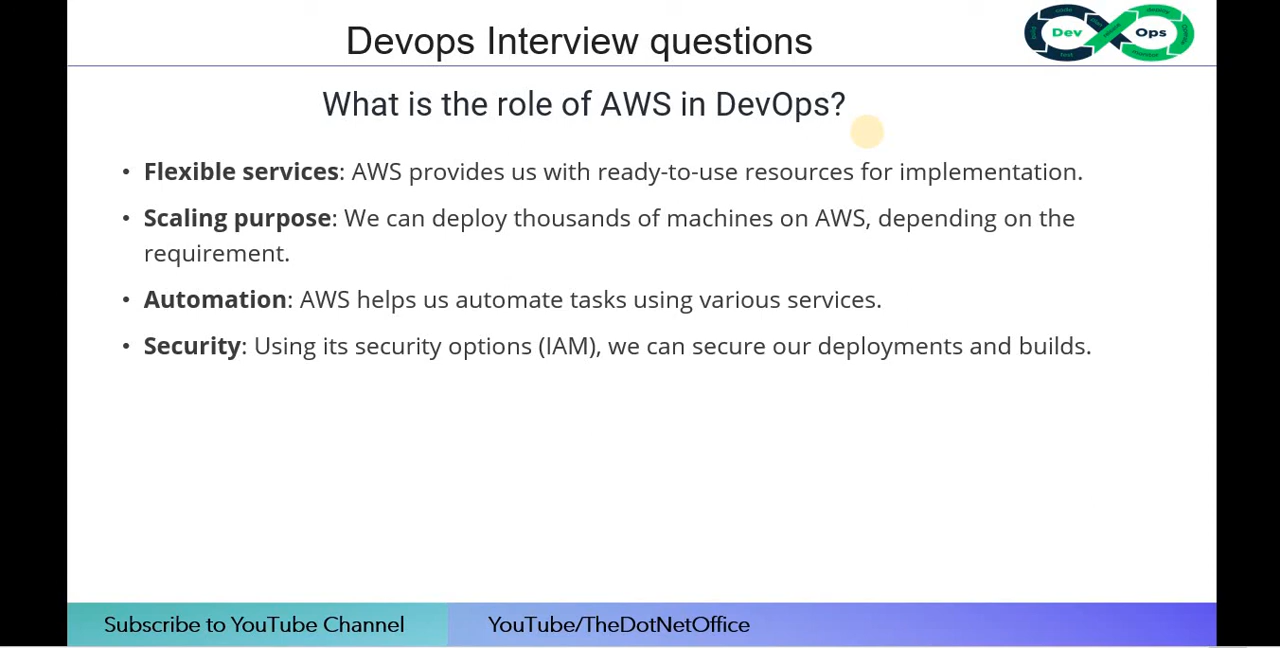 Devops Interview questions
Dev Ops
What is the role of AWS in DevOps?
• Flexible services: AWS provides us with ready-to-use resources for implementation.
• Scaling purpose: We can deploy thousands of machines on AWS, depending on the
requirement.
• Automation: AWS helps us automate tasks using various services.
• Security: Using its security options (IAM), we can secure our deployments and builds.
Subscribe to YouTube Channel
YouTube/TheDotNetOffice